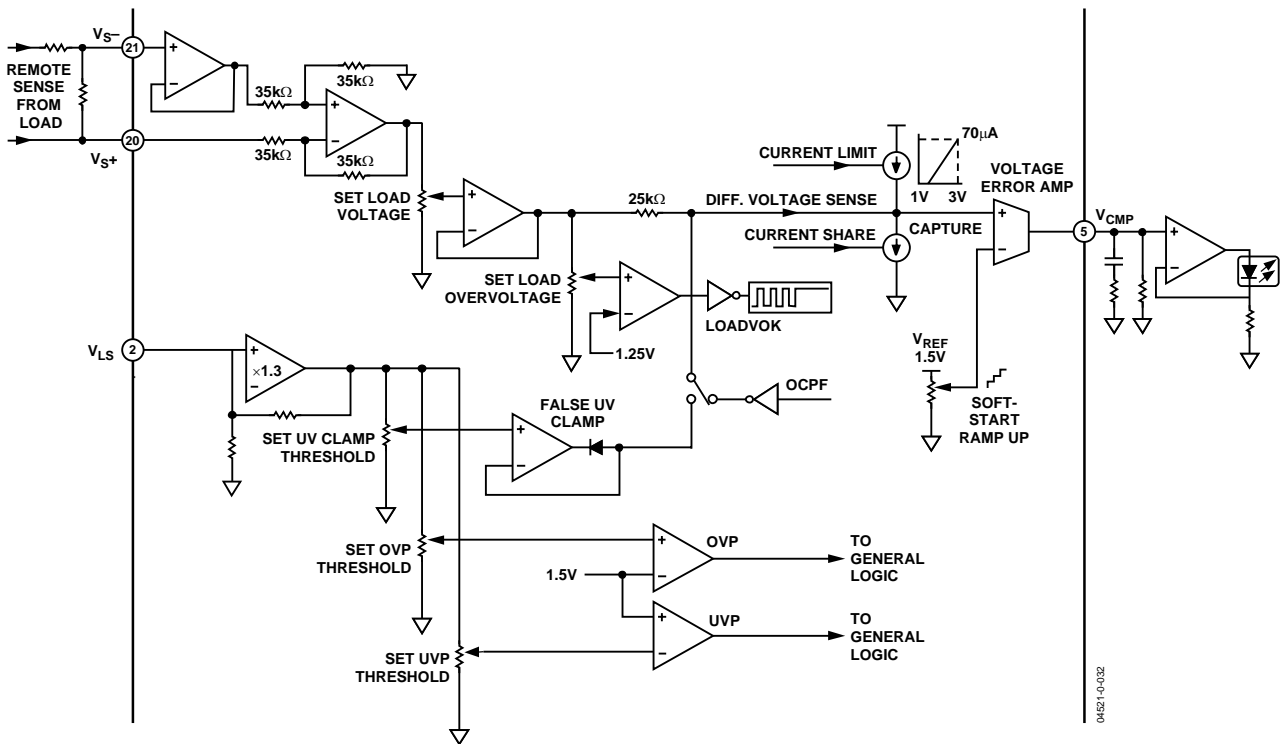 VS–
21
REMOTE
SENSE
FROM
LOAD
20
VS+
35kΩ
35kΩ
35kΩ
35kΩ
+
–
+
–
SET LOAD
VOLTAGE
+
–
25kΩ
DIFF. VOLTAGE SENSE
CURRENT LIMIT
70μA
1V 3V
CURRENT SHARE
CAPTURE
VOLTAGE
ERROR AMP
+
–
5
VCMP
+
–
SET LOAD
OVERVOLTAGE
+
–
1.25V
LOADVOK
VREF
1.5V
SOFT-
START
RAMP UP
VLS
2
+
×1.3
–
SET UV CLAMP
THRESHOLD
FALSE UV
CLAMP
+
–
OCPF
SET OVP
THRESHOLD
1.5V
+
–
OVP
TO
GENERAL
LOGIC
+
–
UVP
TO
GENERAL
LOGIC
SET UVP
THRESHOLD
04521-0-032